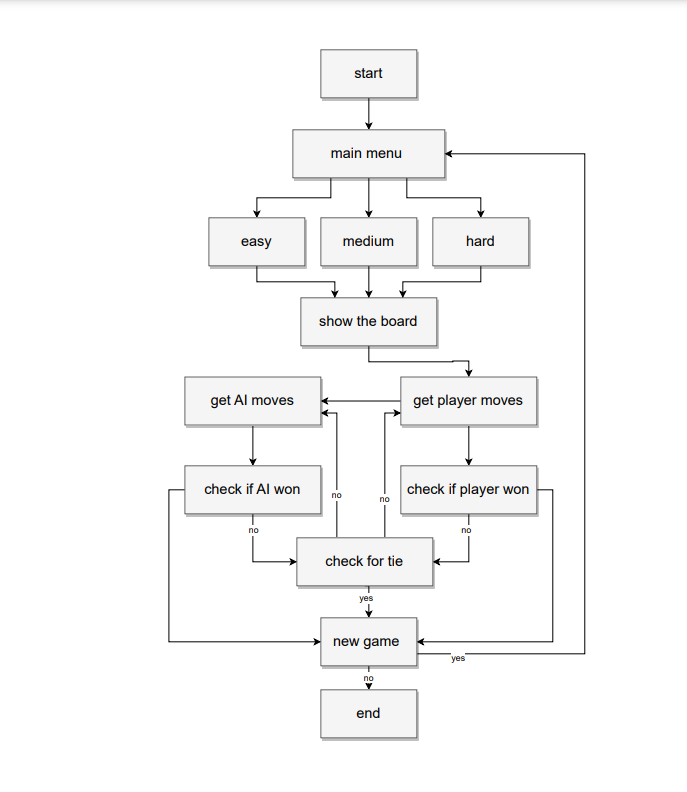 start
main menu
easy
medium
hard
show the board
get AI moves
get player moves
check if AI won
no
no
check if player won
no
no
check for tie
yes
new game
yes
no
end